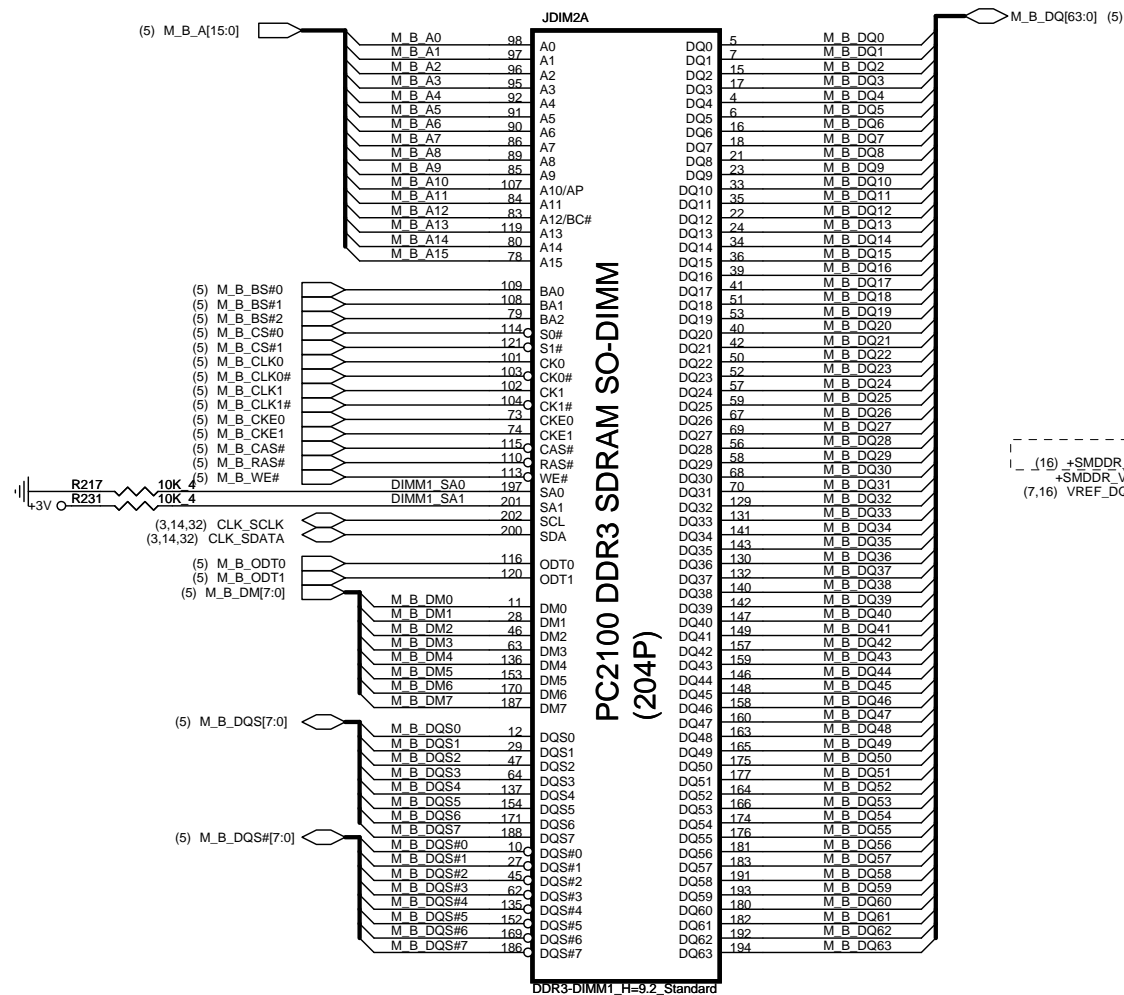 JDIM2A
(5) M_B_A[15:0]
M_B_DQ[63:0] (5)
M_B_A0 98 A0 DQ0 5 M_B_DQ0
M_B_A1 97 A1 DQ1 7 M_B_DQ1
M_B_A2 96 A2 DQ2 15 M_B_DQ2
M_B_A3 95 A3 DQ3 17 M_B_DQ3
M_B_A4 92 A4 DQ4 4 M_B_DQ4
M_B_A5 91 A5 DQ5 6 M_B_DQ5
M_B_A6 90 A6 DQ6 16 M_B_DQ6
M_B_A7 86 A7 DQ7 18 M_B_DQ7
M_B_A8 89 A8 DQ8 21 M_B_DQ8
M_B_A9 85 A9 DQ9 23 M_B_DQ9
M_B_A10 107 A10/AP DQ10 33 M_B_DQ10
M_B_A11 84 A11 DQ11 35 M_B_DQ11
M_B_A12 83 A12/BC# DQ12 22 M_B_DQ12
M_B_A13 119 A13 DQ13 24 M_B_DQ13
M_B_A14 80 A14 DQ14 34 M_B_DQ14
M_B_A15 78 A15 DQ15 36 M_B_DQ15
DQ16 39 M_B_DQ16
(5) M_B_BS#0 109 BA0 DQ17 41 M_B_DQ17
(5) M_B_BS#1 108 BA1 DQ18 51 M_B_DQ18
(5) M_B_BS#2 79 BA2 DQ19 53 M_B_DQ19
(5) M_B_CS#0 114 S0# DQ20 40 M_B_DQ20
(5) M_B_CS#1 121 S1# DQ21 42 M_B_DQ21
(5) M_B_CLK0 101 CK0 DQ22 50 M_B_DQ22
(5) M_B_CLK0# 103 CK0# DQ23 52 M_B_DQ23
(5) M_B_CLK1 102 CK1 DQ24 57 M_B_DQ24
(5) M_B_CLK1# 104 CK1# DQ25 59 M_B_DQ25
(5) M_B_CKE0 73 CKE0 DQ26 67 M_B_DQ26
(5) M_B_CKE1 74 CKE1 DQ27 69 M_B_DQ27
(5) M_B_CAS# 115 CAS# DQ28 56 M_B_DQ28
(5) M_B_RAS# 110 RAS# DQ29 58 M_B_DQ29
(5) M_B_WE# 113 WE# DQ30 68 M_B_DQ30
R217 10K_4 DIMM1_SA0 197 SA0 DQ31 70 M_B_DQ31
+3V R231 10K_4 DIMM1_SA1 201 SA1 DQ32 129 M_B_DQ32
(3,14,32) CLK_SCLK 202 SCL DQ33 131 M_B_DQ33
(3,14,32) CLK_SDATA 200 SDA DQ34 141 M_B_DQ34
DQ35 143 M_B_DQ35
(5) M_B_ODT0 116 ODT0 DQ36 130 M_B_DQ36
(5) M_B_ODT1 120 ODT1 DQ37 132 M_B_DQ37
(5) M_B_DM[7:0] DQ38 140 M_B_DQ38
M_B_DM0 11 DM0 DQ39 142 M_B_DQ39
M_B_DM1 28 DM1 DQ40 147 M_B_DQ40
M_B_DM2 46 DM2 DQ41 149 M_B_DQ41
M_B_DM3 63 DM3 DQ42 157 M_B_DQ42
M_B_DM4 136 DM4 DQ43 159 M_B_DQ43
M_B_DM5 153 DM5 DQ44 146 M_B_DQ44
M_B_DM6 170 DM6 DQ45 148 M_B_DQ45
M_B_DM7 187 DM7 DQ46 158 M_B_DQ46
DQ47 160 M_B_DQ47
(5) M_B_DQS[7:0]
M_B_DQS0 12 DQS0 DQ48 163 M_B_DQ48
M_B_DQS1 29 DQS1 DQ49 165 M_B_DQ49
M_B_DQS2 47 DQS2 DQ50 175 M_B_DQ50
M_B_DQS3 64 DQS3 DQ51 177 M_B_DQ51
M_B_DQS4 137 DQS4 DQ52 164 M_B_DQ52
M_B_DQS5 154 DQS5 DQ53 166 M_B_DQ53
M_B_DQS6 171 DQS6 DQ54 174 M_B_DQ54
M_B_DQS7 188 DQS7 DQ55 176 M_B_DQ55
(5) M_B_DQS#[7:0]
M_B_DQS#0 10 DQS#0 DQ56 181 M_B_DQ56
M_B_DQS#1 27 DQS#1 DQ57 183 M_B_DQ57
M_B_DQS#2 45 DQS#2 DQ58 191 M_B_DQ58
M_B_DQS#3 62 DQS#3 DQ59 193 M_B_DQ59
M_B_DQS#4 135 DQS#4 DQ60 180 M_B_DQ60
M_B_DQS#5 152 DQS#5 DQ61 182 M_B_DQ61
M_B_DQS#6 169 DQS#6 DQ62 192 M_B_DQ62
M_B_DQS#7 186 DQS#7 DQ63 194 M_B_DQ63
PC2100 DDR3 SDRAM SO-DIMM
(204P)
DDR3-DIMM1_H=9.2_Standard
(16) +SMDDR_
+SMDDR_V
(7,16) VREF_DQ